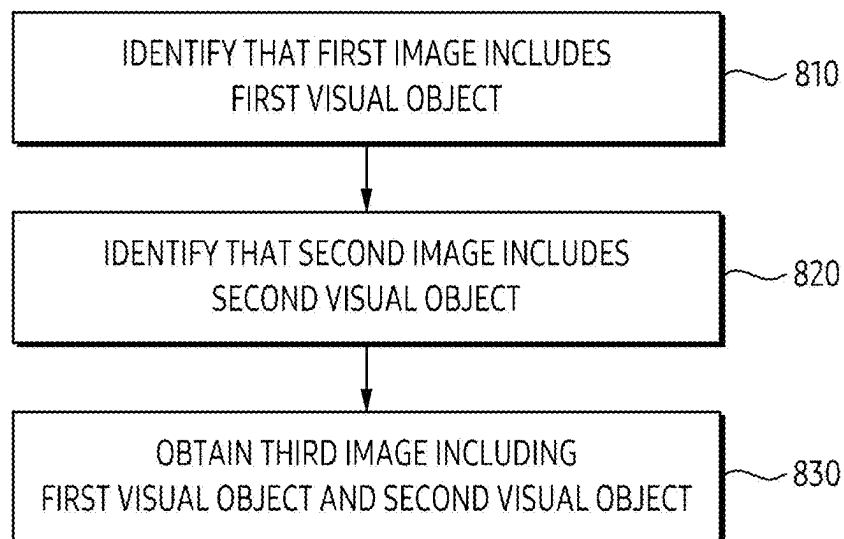 IDENTIFY THAT FIRST IMAGE INCLUDES
FIRST VISUAL OBJECT
810
IDENTIFY THAT SECOND IMAGE INCLUDES
SECOND VISUAL OBJECT
820
OBTAIN THIRD IMAGE INCLUDING
FIRST VISUAL OBJECT AND SECOND VISUAL OBJECT
830